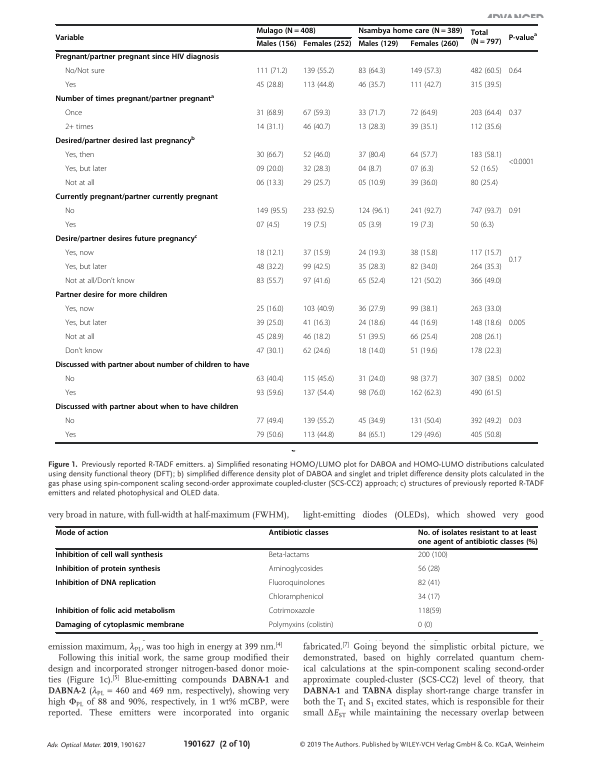 ADVANCED
Variable Mulago (N = 408) Nsambya home care (N = 389) Total (N = 797) P-valueᵃ
Males (156) Females (252) Males (129) Females (260)
Pregnant/partner pregnant since HIV diagnosis
No/Not sure 111 (71.2) 139 (55.2) 83 (64.3) 149 (57.3) 482 (60.5) 0.64
Yes 45 (28.8) 113 (44.8) 46 (35.7) 111 (42.7) 315 (39.5)
Number of times pregnant/partner pregnantᵃ
Once 31 (68.9) 67 (59.3) 33 (71.7) 72 (64.9) 203 (64.4) 0.37
2+ times 14 (31.1) 46 (40.7) 13 (28.3) 39 (35.1) 112 (35.6)
Desired/partner desired last pregnancyᵇ
Yes, then 30 (66.7) 52 (46.0) 37 (80.4) 64 (57.7) 183 (58.1) <0.0001
Yes, but later 09 (20.0) 32 (28.3) 04 (8.7) 07 (6.3) 52 (16.5)
Not at all 06 (13.3) 29 (25.7) 05 (10.9) 39 (36.0) 80 (25.4)
Currently pregnant/partner currently pregnant
No 149 (95.5) 233 (92.5) 124 (96.1) 241 (92.7) 747 (93.7) 0.91
Yes 07 (4.5) 19 (7.5) 05 (3.9) 19 (7.3) 50 (6.3)
Desire/partner desires future pregnancyᶜ
Yes, now 18 (12.1) 37 (15.9) 24 (19.3) 38 (15.8) 117 (15.7) 0.17
Yes, but later 48 (32.2) 99 (42.5) 35 (28.3) 82 (34.0) 264 (35.3)
Not at all/Don't know 83 (55.7) 97 (41.6) 65 (52.4) 121 (50.2) 366 (49.0)
Partner desire for more children
Yes, now 25 (16.0) 103 (40.9) 36 (27.9) 99 (38.1) 263 (33.0)
Yes, but later 39 (25.0) 41 (16.3) 24 (18.6) 44 (16.9) 148 (18.6) 0.005
Not at all 45 (28.9) 46 (18.2) 51 (39.5) 66 (25.4) 208 (26.1)
Don't know 47 (30.1) 62 (24.6) 18 (14.0) 51 (19.6) 178 (22.3)
Discussed with partner about number of children to have
No 63 (40.4) 115 (45.6) 31 (24.0) 98 (37.7) 307 (38.5) 0.002
Yes 93 (59.6) 137 (54.4) 98 (76.0) 162 (62.3) 490 (61.5)
Discussed with partner about when to have children
No 77 (49.4) 139 (55.2) 45 (34.9) 131 (50.4) 392 (49.2) 0.03
Yes 79 (50.6) 113 (44.8) 84 (65.1) 129 (49.6) 405 (50.8)
Figure 1. Previously reported R-TADF emitters. a) Simplified resonating HOMO/LUMO plot for DABOA and HOMO-LUMO distributions calculated
using density functional theory (DFT); b) simplified difference density plot of DABOA and singlet and triplet difference density plots calculated in the
gas phase using spin-component scaling second-order approximate coupled-cluster (SCS-CC2) approach; c) structures of previously reported R-TADF
emitters and related photophysical and OLED data.
very broad in nature, with full-width at half-maximum (FWHM),
light-emitting diodes (OLEDs), which showed very good
Mode of action Antibiotic classes No. of isolates resistant to at least
one agent of antibiotic classes (%)
Inhibition of cell wall synthesis Beta-lactams 200 (100)
Inhibition of protein synthesis Aminoglycosides 56 (28)
Inhibition of DNA replication Fluoroquinolones 82 (41)
Chloramphenicol 34 (17)
Inhibition of folic acid metabolism Cotrimoxazole 118(59)
Damaging of cytoplasmic membrane Polymyxins (colistin) 0 (0)
emission maximum, λPL, was too high in energy at 399 nm.[4]
Following this initial work, the same group modified their
design and incorporated stronger nitrogen-based donor moie-
ties (Figure 1c).[5] Blue-emitting compounds DABNA-1 and
DABNA-2 (λPL = 460 and 469 nm, respectively), showing very
high ΦPL of 88 and 90%, respectively, in 1 wt% mCBP, were
reported. These emitters were incorporated into organic
fabricated.[7] Going beyond the simplistic orbital picture, we
demonstrated, based on highly correlated quantum chem-
ical calculations at the spin-component scaling second-order
approximate coupled-cluster (SCS-CC2) level of theory, that
DABNA-1 and TABNA display short-range charge transfer in
both the T1 and S1 excited states, which is responsible for their
small ΔEST while maintaining the necessary overlap between
Adv. Optical Mater. 2019, 1901627
1901627 (2 of 10)
© 2019 The Authors. Published by WILEY-VCH Verlag GmbH & Co. KGaA, Weinheim